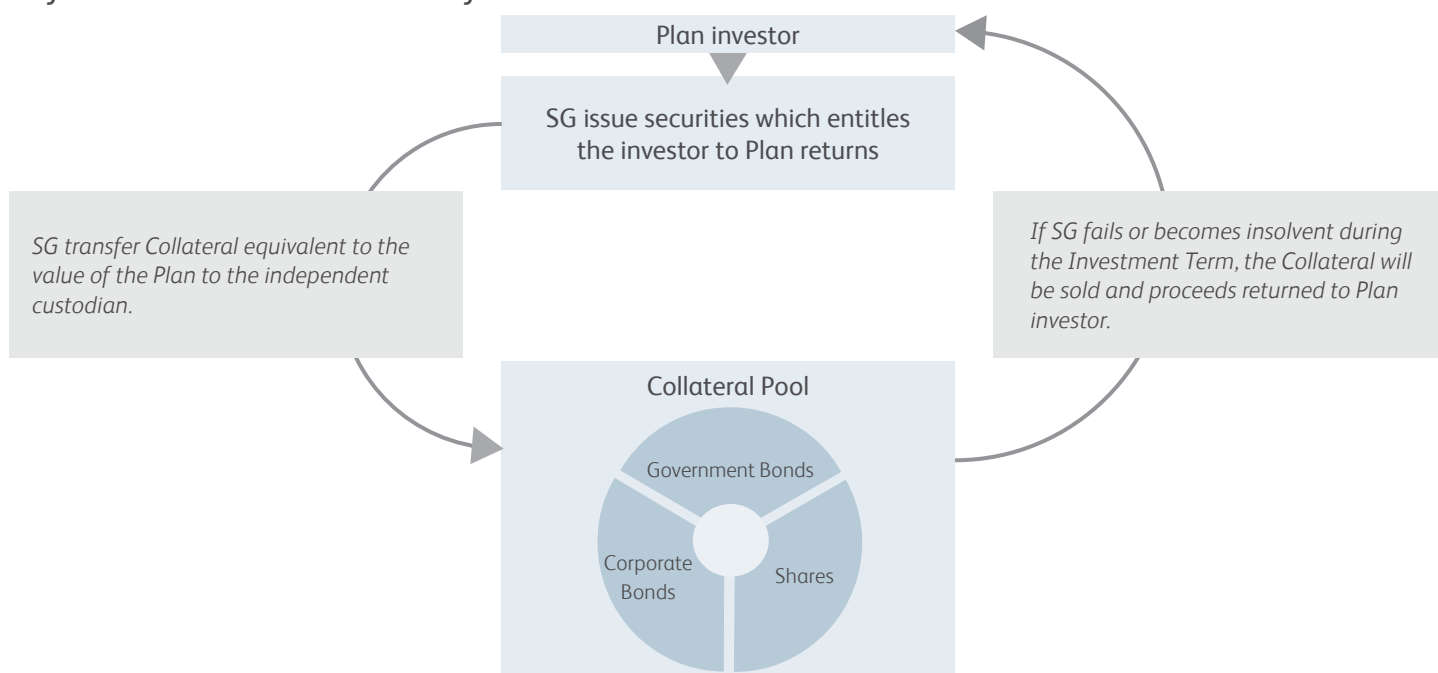 Plan investor
SG issue securities which entitles
the investor to Plan returns
SG transfer Collateral equivalent to the
value of the Plan to the independent
custodian.
If SG fails or becomes insolvent during
the Investment Term, the Collateral will
be sold and proceeds returned to Plan
investor.
Collateral Pool
Government Bonds
Corporate
Bonds
Shares